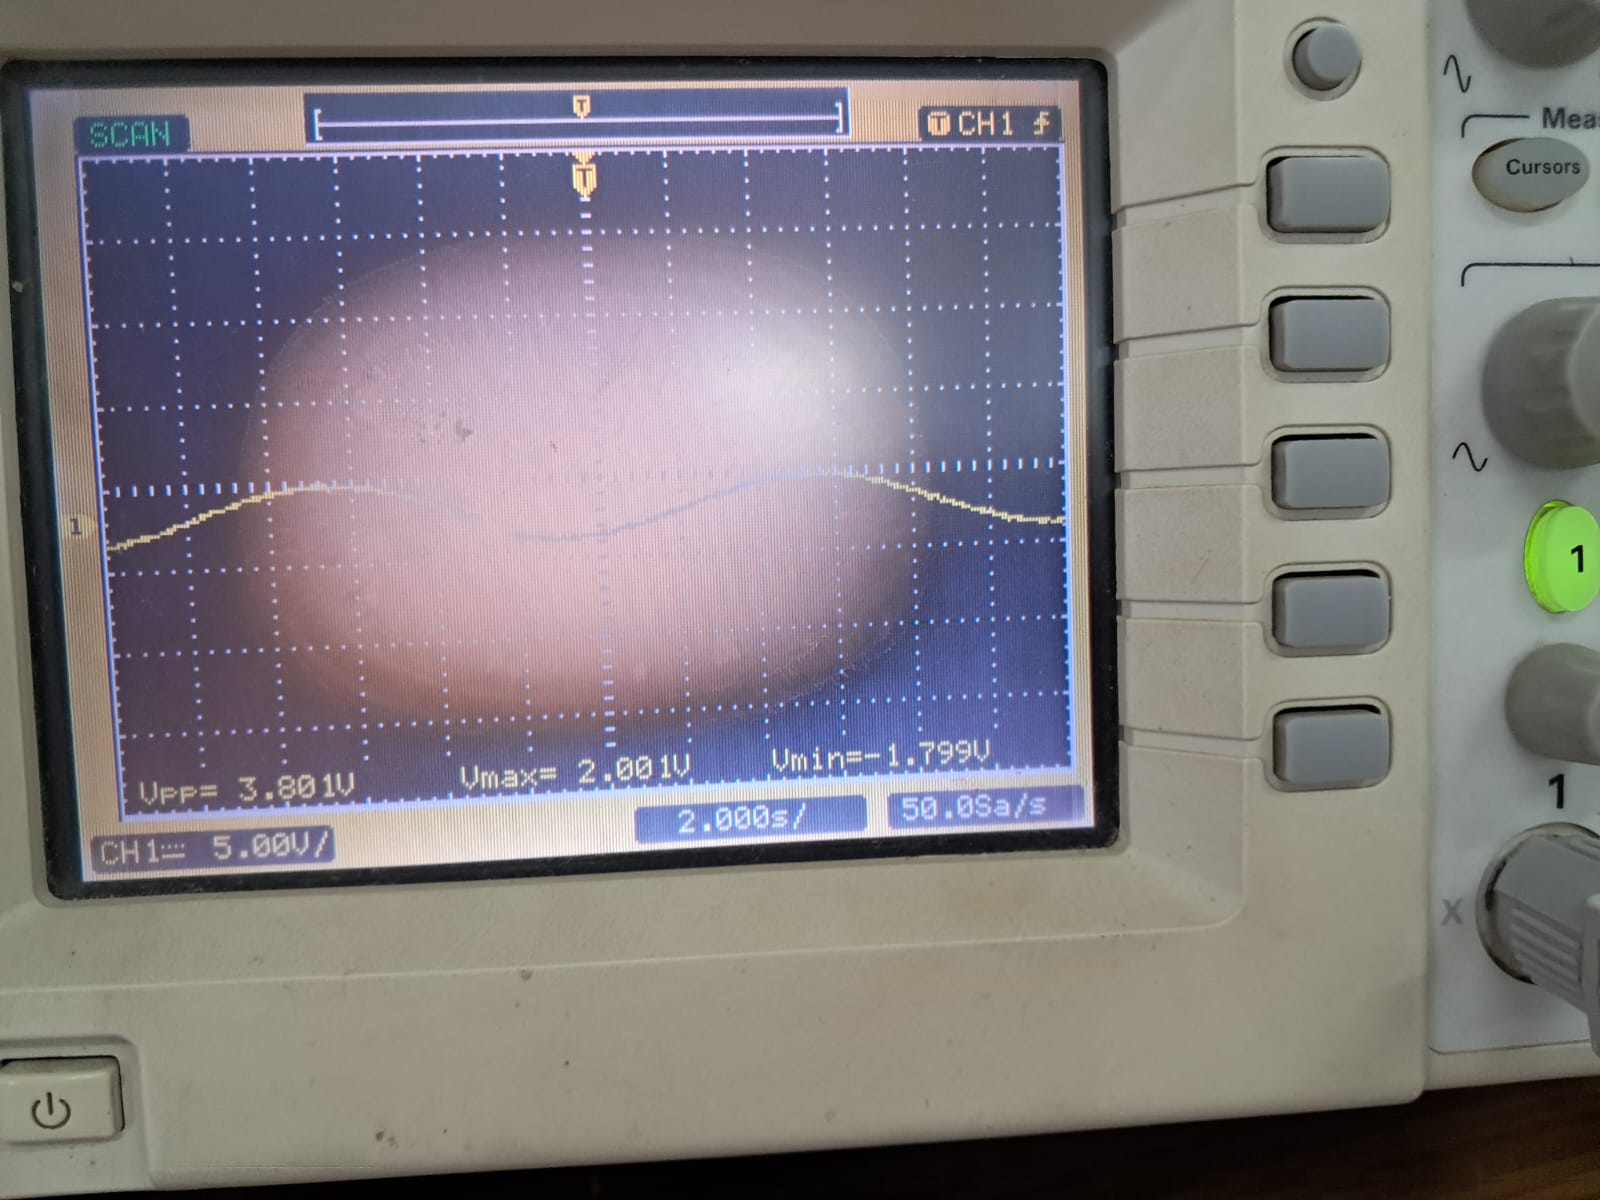 SCAN
T
T CH1
T
1
Vpp= 3.801V Vmax= 2.001V Vmin=-1.799V
CH1 5.00V/ 2.000s/ 50.0Sa/s
Meas
Cursors
1
1
X